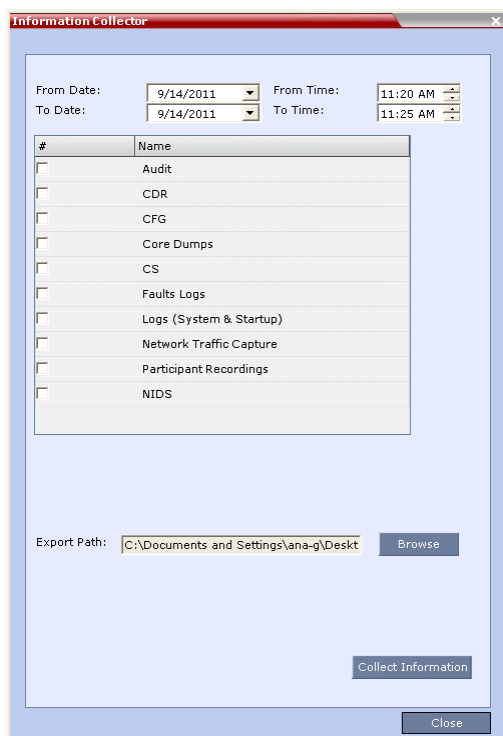 Information Collector
From Date: 9/14/2011 From Time: 11:20 AM
To Date: 9/14/2011 To Time: 11:25 AM
# Name
Audit
CDR
CFG
Core Dumps
CS
Faults Logs
Logs (System & Startup)
Network Traffic Capture
Participant Recordings
NIDS
Export Path: C:\Documents and Settings\ana-g\Deskt Browse
Collect Information
Close